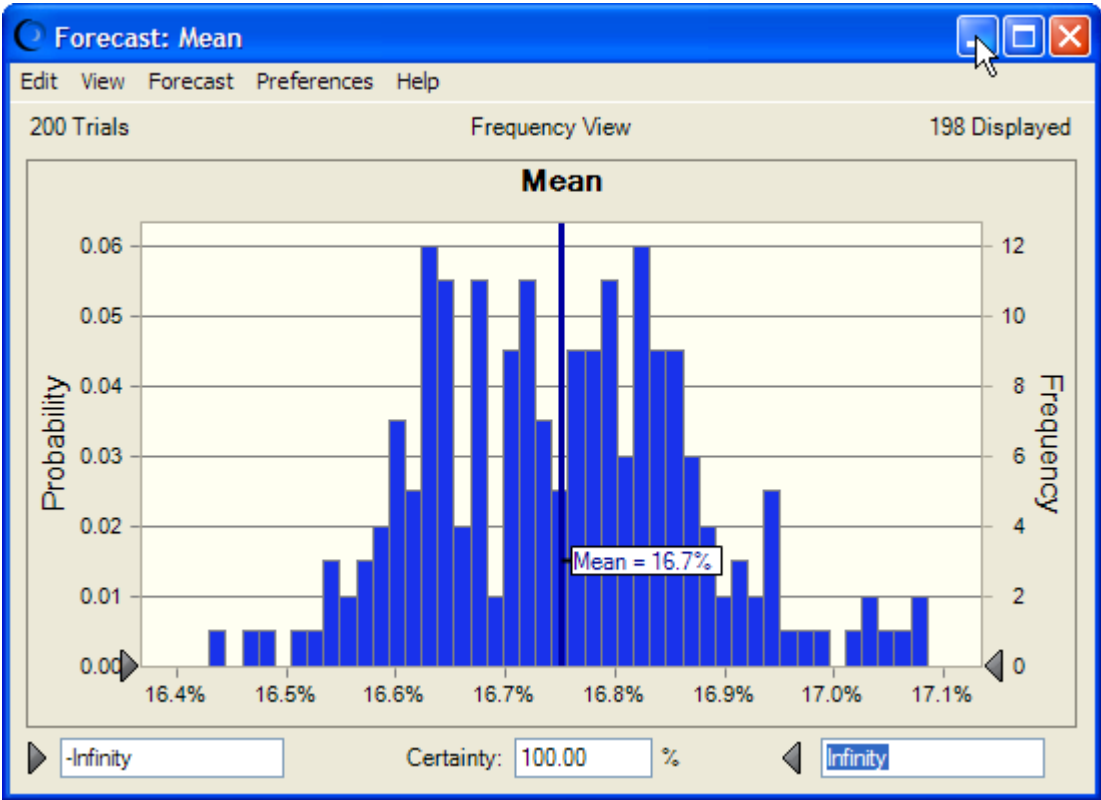 Forecast: Mean
Edit View Forecast Preferences Help
200 Trials Frequency View 198 Displayed
Mean
Probability
0.06
0.05
0.04
0.03
0.02
0.01
0.00
12
10
8
6
4
2
0
Frequency
Mean = 16.7%
16.4% 16.5% 16.6% 16.7% 16.8% 16.9% 17.0% 17.1%
-Infinity Certainty: 100.00 % Infinity